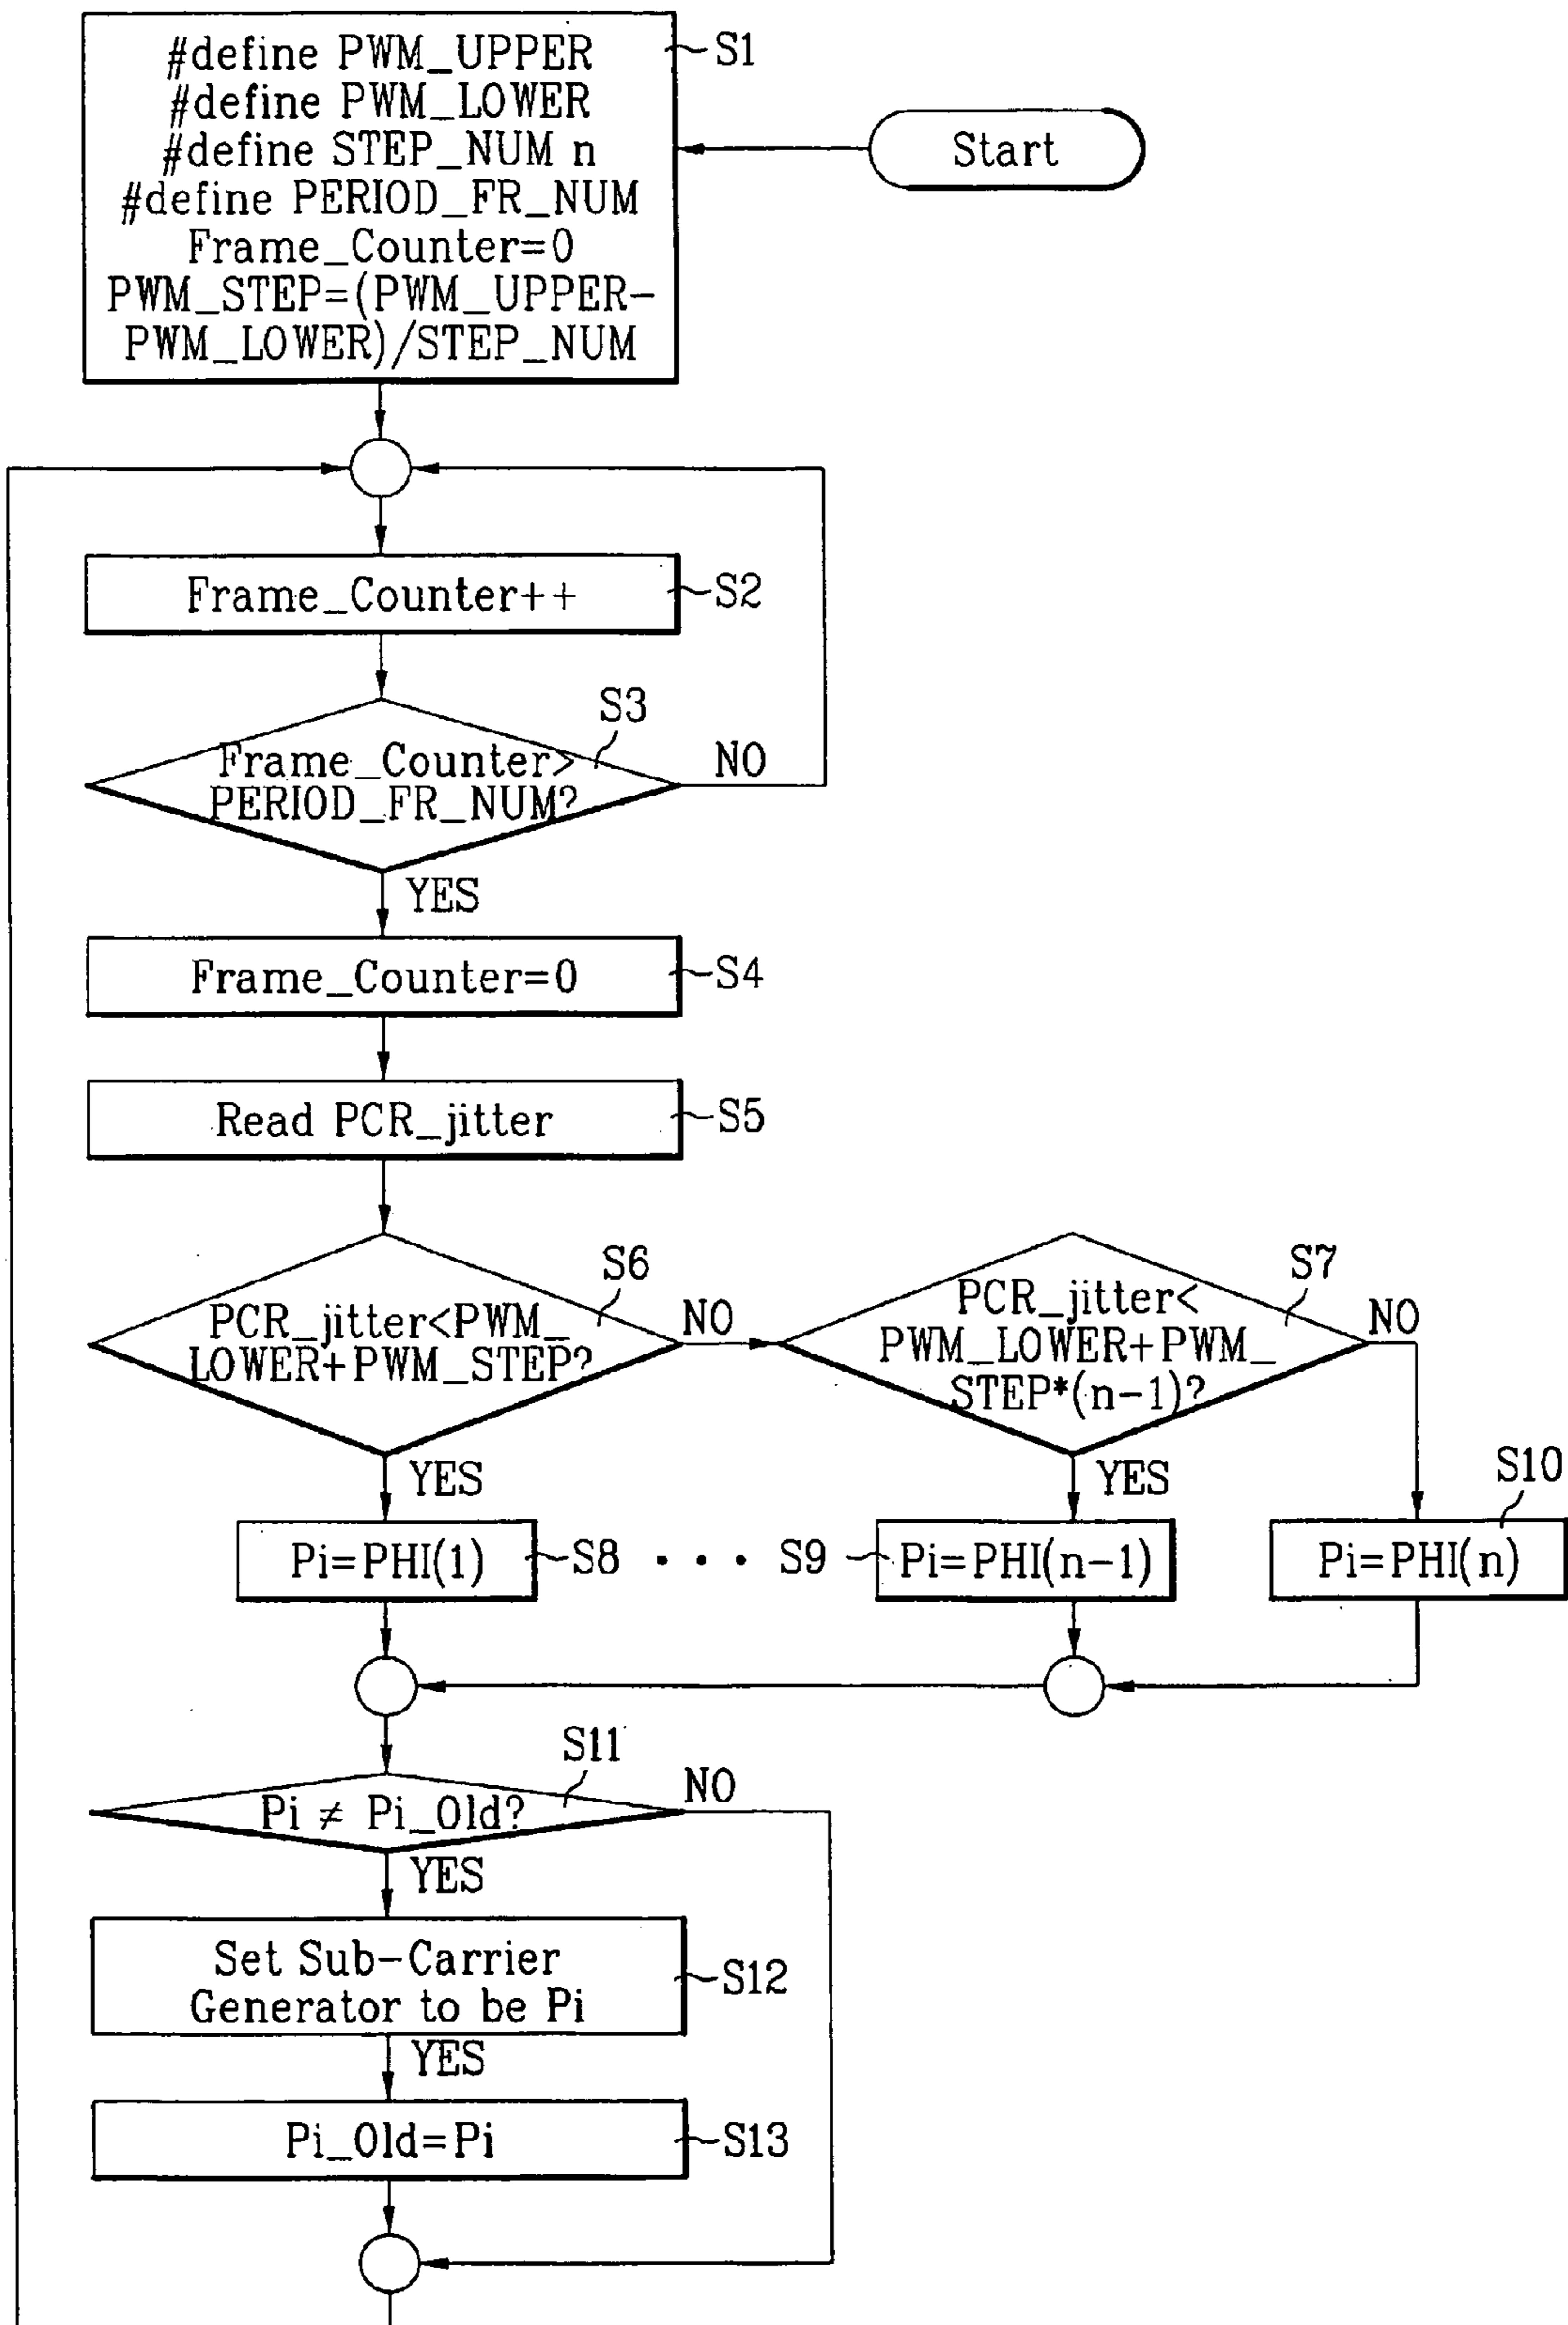 #define PWM_UPPER
#define PWM_LOWER
#define STEP_NUM n
#define PERIOD_FR_NUM
Frame_Counter=0
PWM_STEP=(PWM_UPPER-
PWM_LOWER)/STEP_NUM
S1
Start
Frame_Counter++
S2
S3
Frame_Counter>
PERIOD_FR_NUM?
NO
YES
Frame_Counter=0
S4
Read PCR_jitter
S5
S6
PCR_jitter<PWM_
LOWER+PWM_STEP?
NO
YES
S7
PCR_jitter<
PWM_LOWER+PWM_
STEP*(n-1)?
NO
YES
Pi=PHI(1)
S8
• • •
S9
Pi=PHI(n-1)
S10
Pi=PHI(n)
S11
Pi ≠ Pi_Old?
NO
YES
Set Sub-Carrier
Generator to be Pi
S12
YES
Pi_Old=Pi
S13